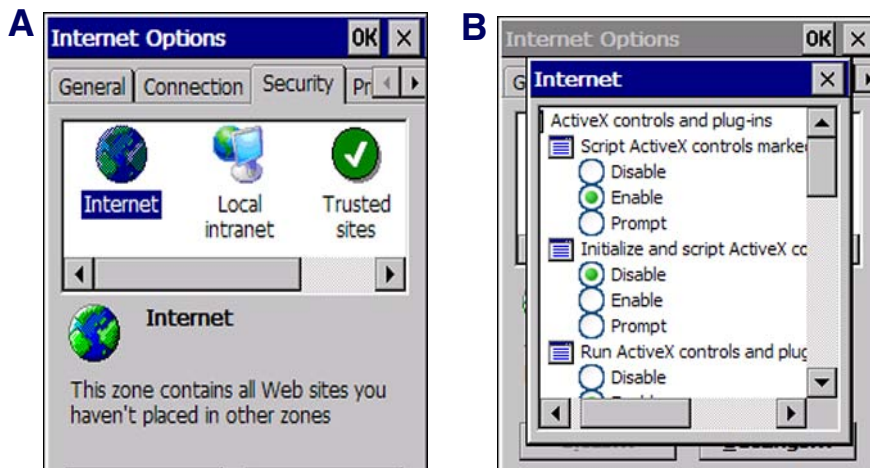 A
Internet Options OK
General Connection Security Pr
Internet Local intranet Trusted sites
Internet
This zone contains all Web sites you
haven't placed in other zones
B
Internet Options OK
G
Internet
ActiveX controls and plug-ins
Script ActiveX controls marke
Disable
Enable
Prompt
Initialize and script ActiveX co
Disable
Enable
Prompt
Run ActiveX controls and plug
Disable